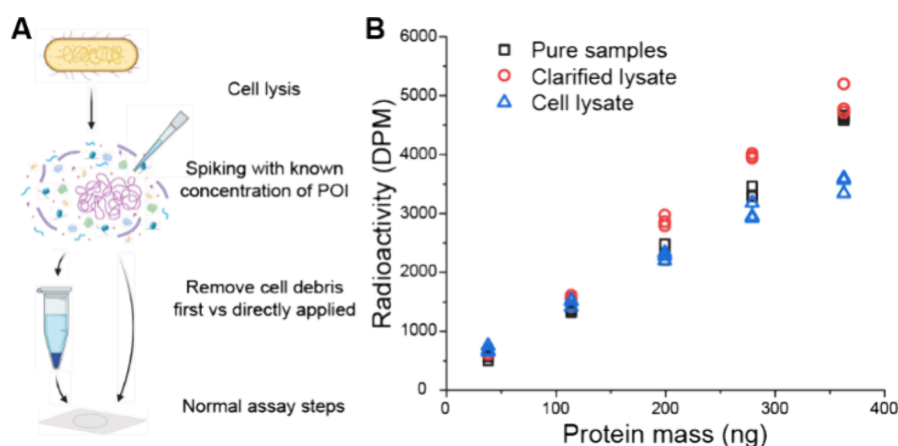 A
Cell lysis
Spiking with known
concentration of POI
Remove cell debris
first vs directly applied
Normal assay steps
B
Radioactivity (DPM)
6000
5000
4000
3000
2000
1000
0
Pure samples
Clarified lysate
Cell lysate
0 100 200 300 400
Protein mass (ng)